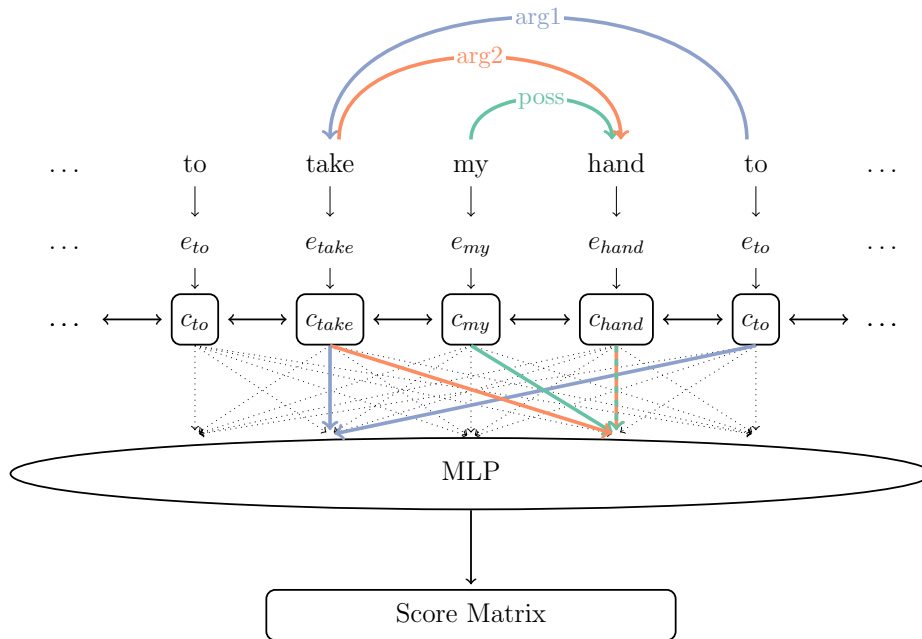 arg1
arg2
poss
... to take my hand to ...
... e_to e_take e_my e_hand e_to ...
... c_to c_take c_my c_hand c_to ...
MLP
Score Matrix